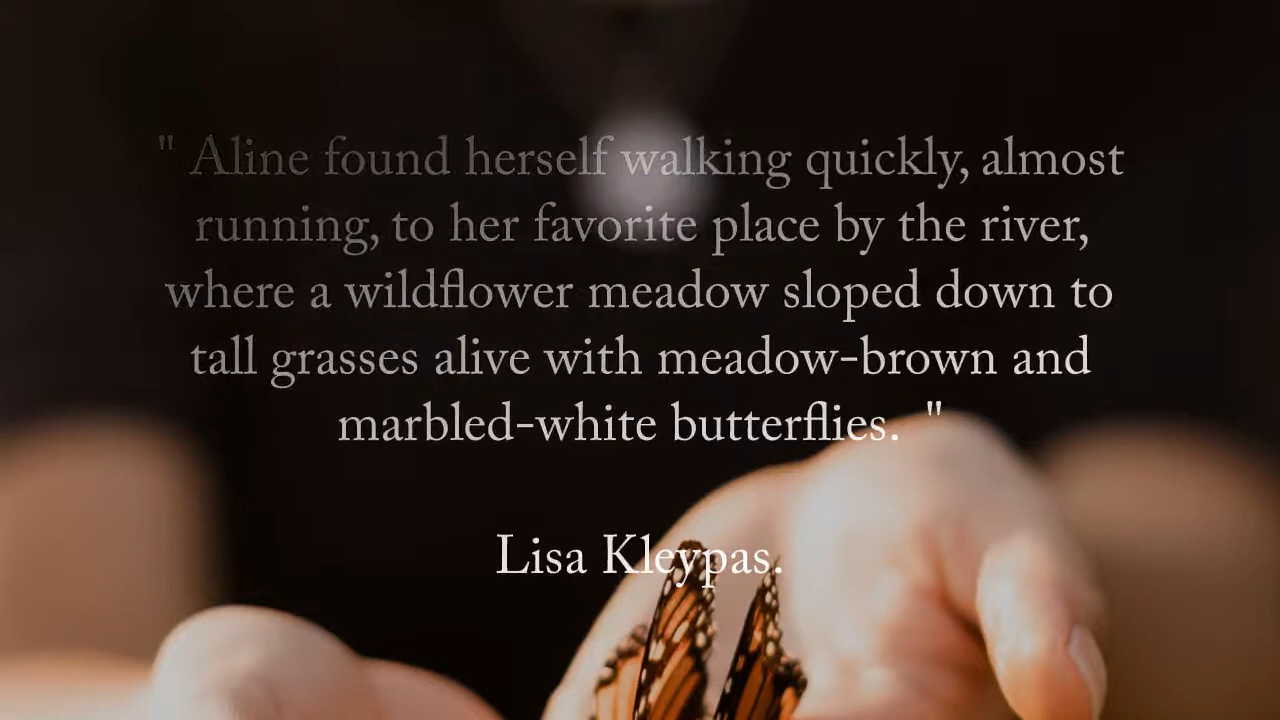 " Aline found herself walking quickly, almost
running, to her favorite place by the river,
where a wildflower meadow sloped down to
tall grasses alive with meadow-brown and
marbled-white butterflies. "
Lisa Kleypas.